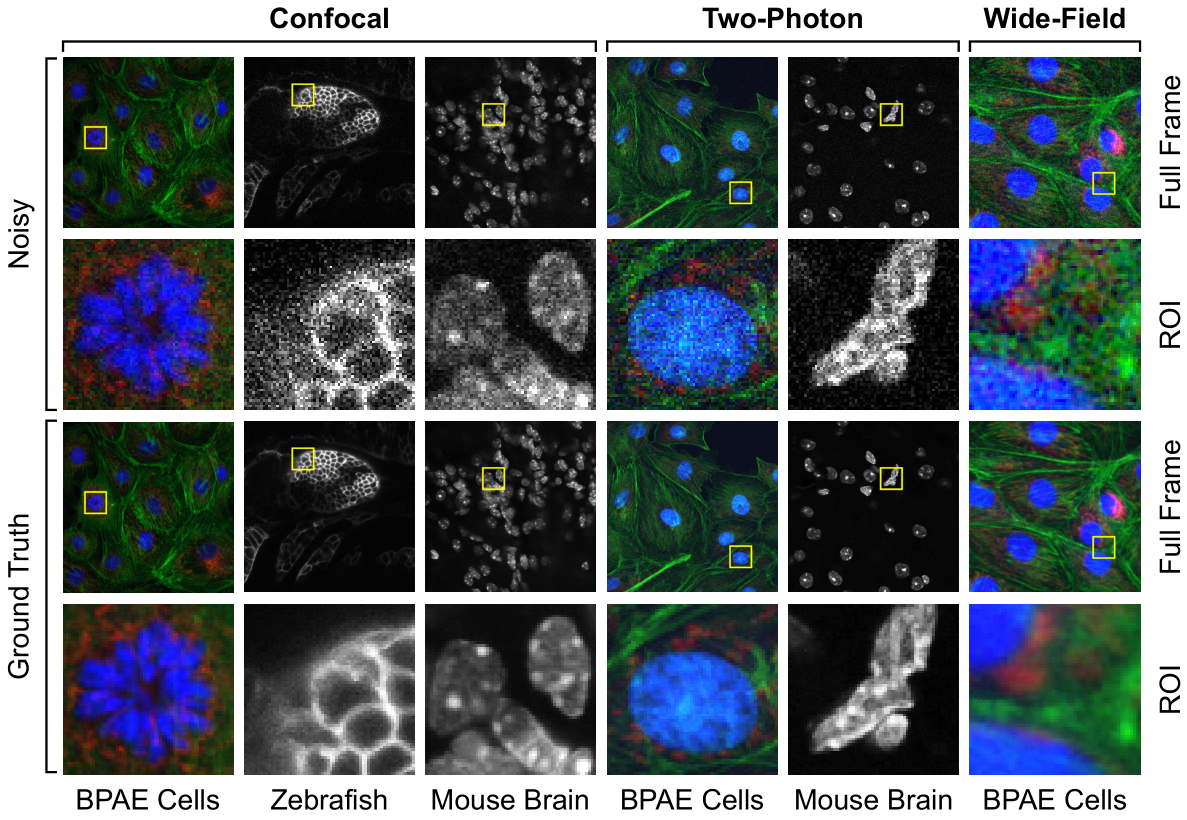 Confocal
Two-Photon
Wide-Field
Noisy
Full Frame
ROI
Ground Truth
Full Frame
ROI
BPAE Cells
Zebrafish
Mouse Brain
BPAE Cells
Mouse Brain
BPAE Cells